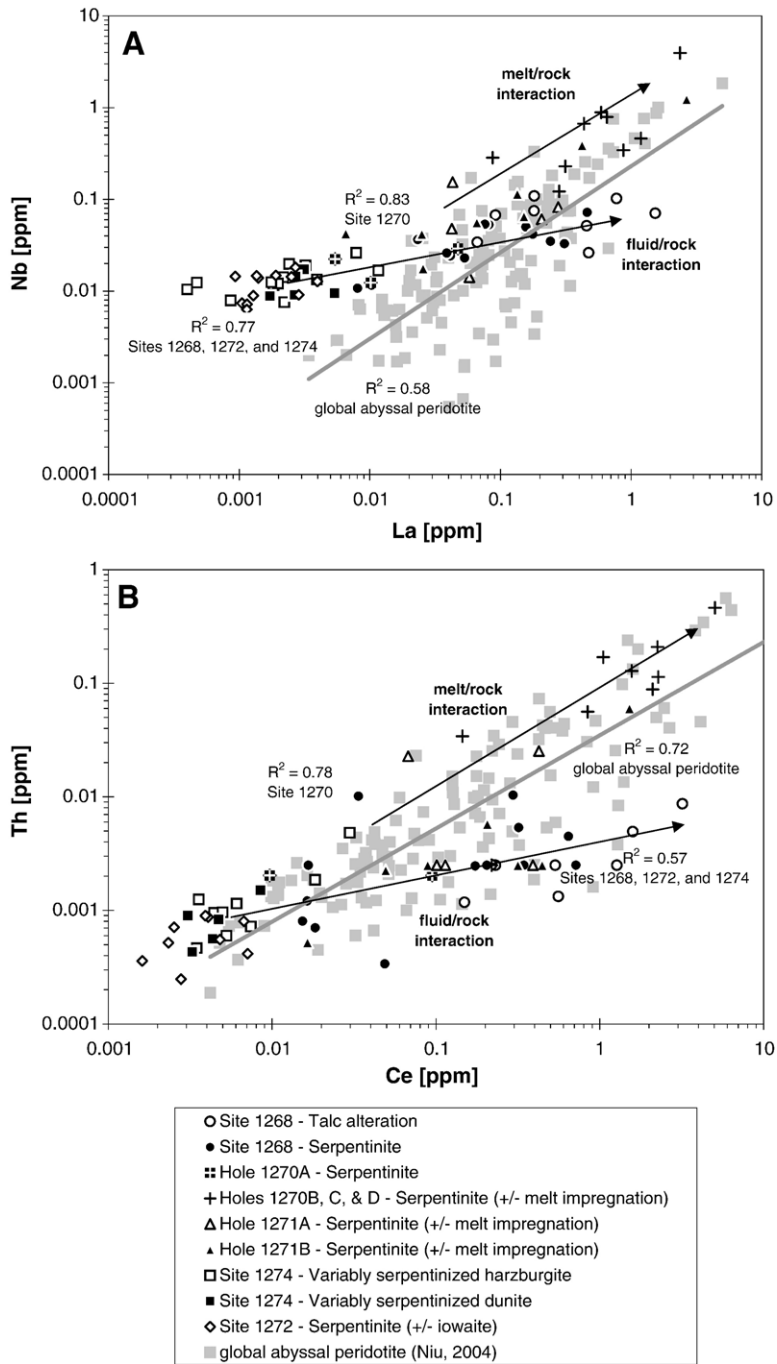 A
melt/rock
interaction
R² = 0.83
Site 1270
fluid/rock
interaction
R² = 0.77
Sites 1268, 1272, and 1274
R² = 0.58
global abyssal peridotite
10
1
0.1
0.01
0.001
0.0001
Nb [ppm]
0.0001 0.001 0.01 0.1 1 10
La [ppm]
B
melt/rock
interaction
R² = 0.72
global abyssal peridotite
R² = 0.78
Site 1270
R² = 0.57
Sites 1268, 1272, and 1274
fluid/rock
interaction
1
0.1
0.01
0.001
0.0001
Th [ppm]
0.001 0.01 0.1 1 10
Ce [ppm]
Site 1268 - Talc alteration
Site 1268 - Serpentinite
Hole 1270A - Serpentinite
Holes 1270B, C, & D - Serpentinite (+/- melt impregnation)
Hole 1271A - Serpentinite (+/- melt impregnation)
Hole 1271B - Serpentinite (+/- melt impregnation)
Site 1274 - Variably serpentinized harzburgite
Site 1274 - Variably serpentinized dunite
Site 1272 - Serpentinite (+/- iowaite)
global abyssal peridotite (Niu, 2004)